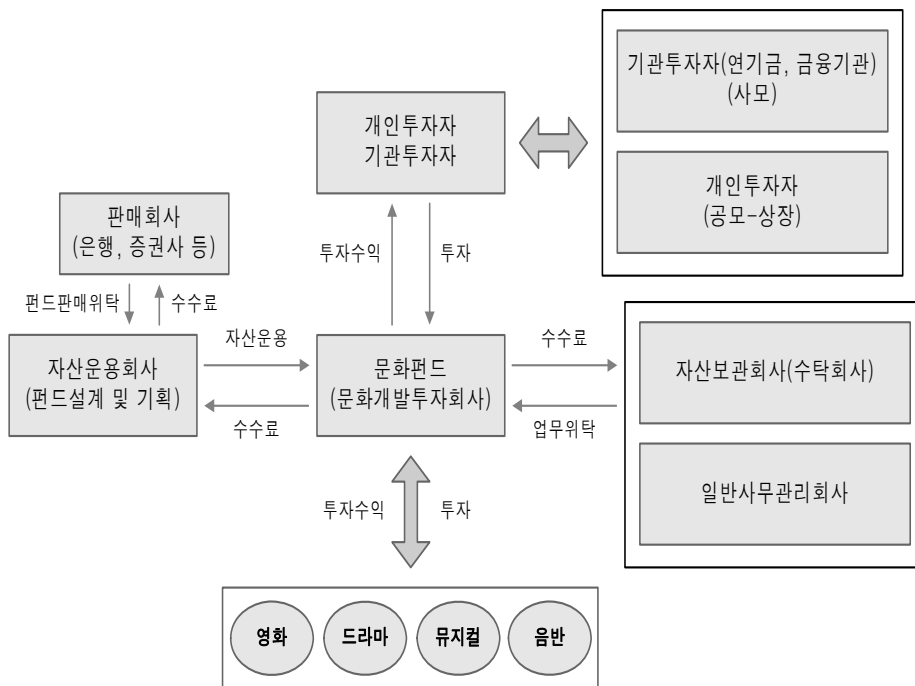 기관투자자(연기금, 금융기관)
(사모)
개인투자자
기관투자자
개인투자자
(공모-상장)
판매회사
(은행, 증권사 등)
투자수익
투자
펀드판매위탁
수수료
자산운용회사
(펀드설계 및 기획)
자산운용
수수료
문화펀드
(문화개발투자회사)
수수료
업무위탁
자산보관회사(수탁회사)
일반사무관리회사
투자수익
투자
영화
드라마
뮤지컬
음반